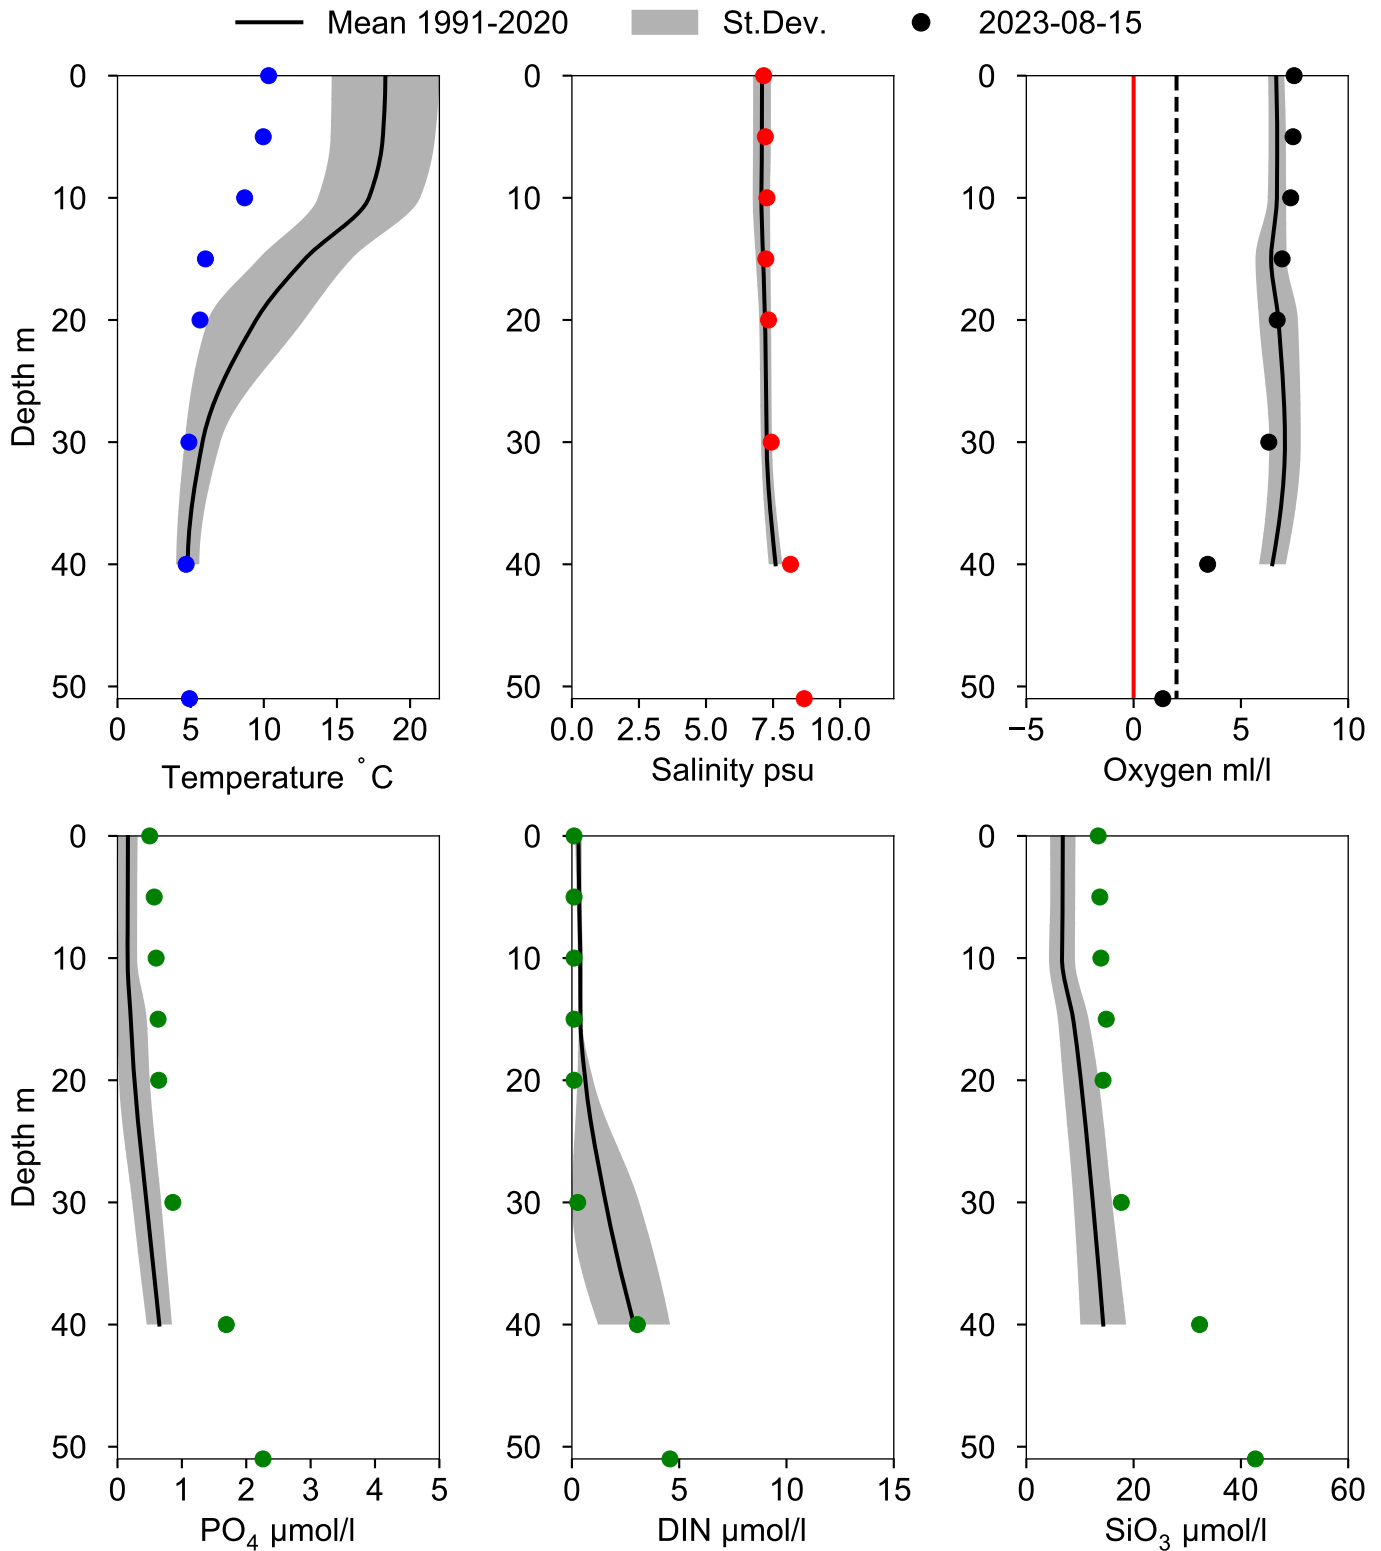 Mean 1991-2020 St.Dev. 2023-08-15
0 0 0
10 10 10
20 20 20
30 30 30
40 40 40
50 50 50
Depth m
0 5 10 15 20 0.0 2.5 5.0 7.5 10.0 −5 0 5 10
Temperature °C Salinity psu Oxygen ml/l
0 0 0
10 10 10
20 20 20
30 30 30
40 40 40
50 50 50
Depth m
0 1 2 3 4 5 0 5 10 15 0 20 40 60
PO₄ µmol/l DIN µmol/l SiO₃ µmol/l